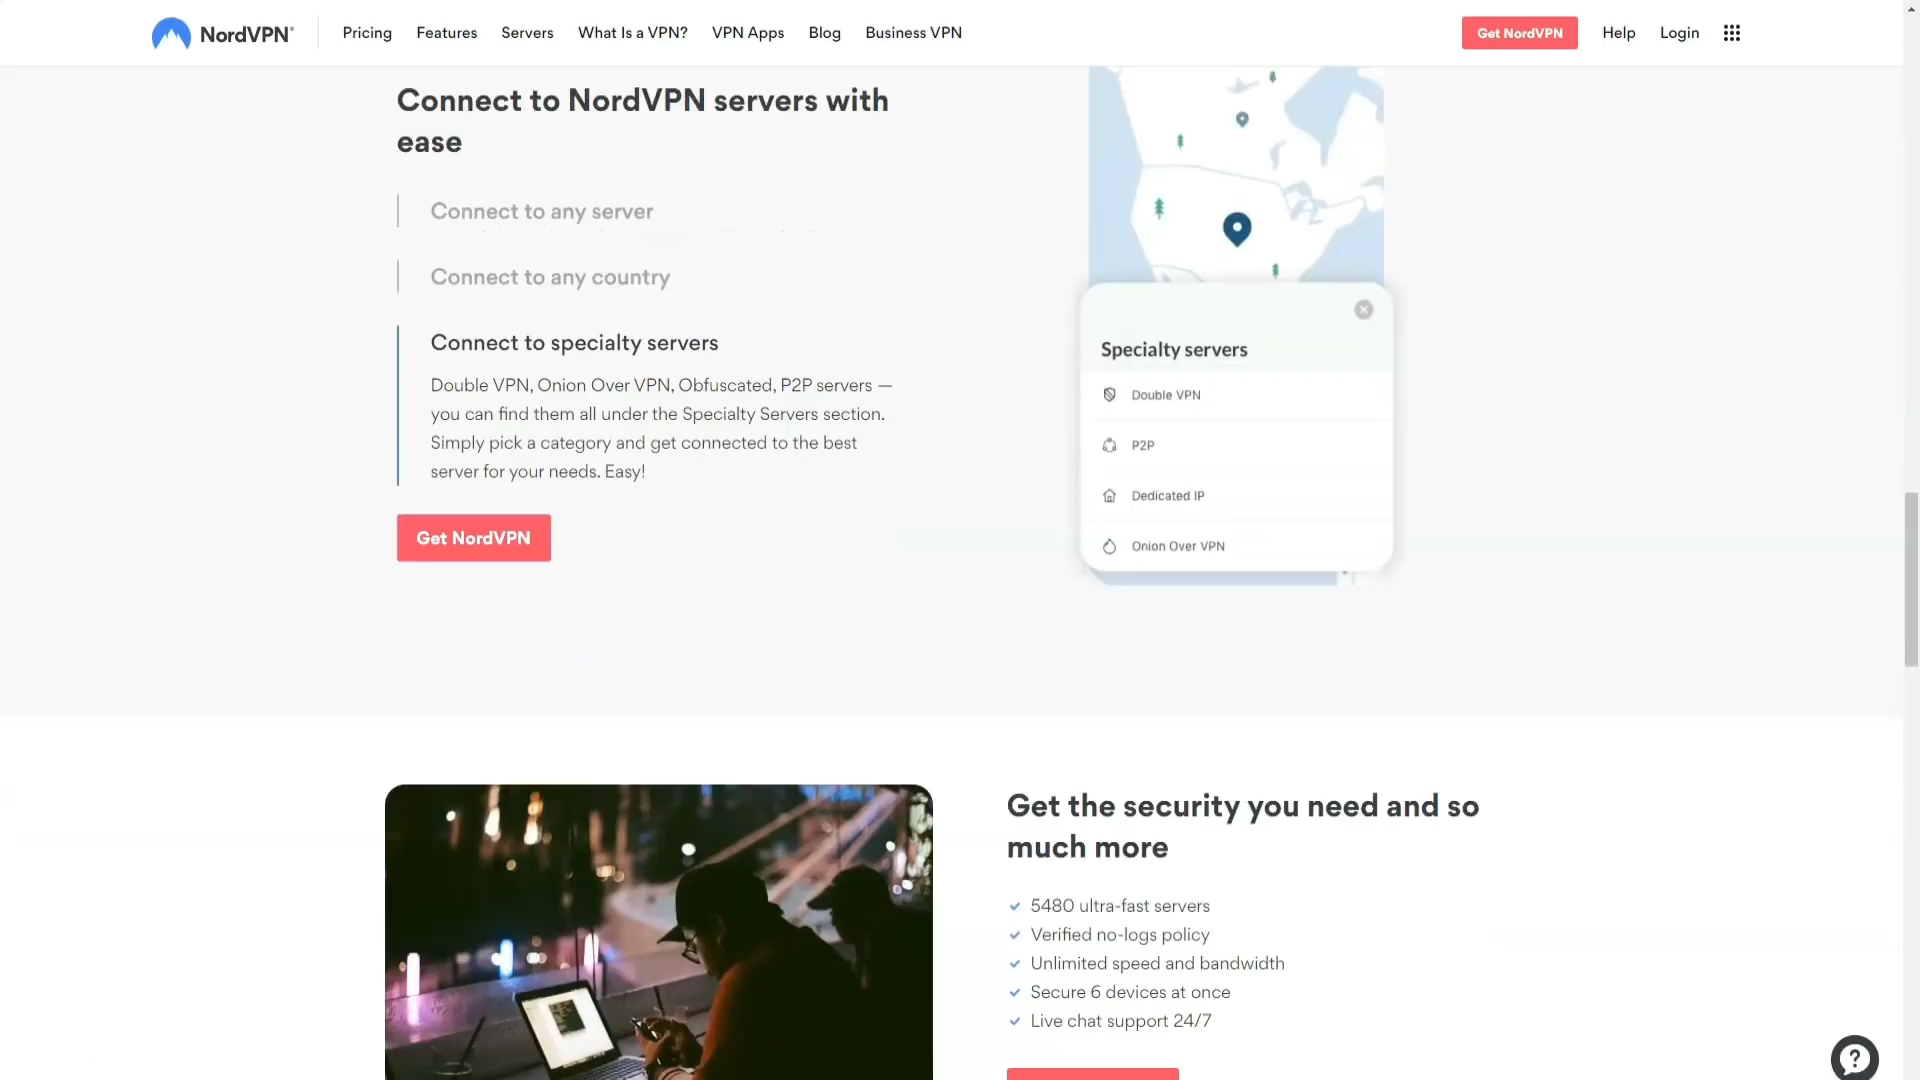 NordVPN®
Pricing
Features
Servers
What Is a VPN?
VPN Apps
Blog
Business VPN
Get NordVPN
Help
Login
Connect to NordVPN servers with
ease
Connect to any server
Connect to any country
Connect to specialty servers
Double VPN, Onion Over VPN, Obfuscated, P2P servers —
you can find them all under the Specialty Servers section.
Simply pick a category and get connected to the best
server for your needs. Easy!
Get NordVPN
Specialty servers
Double VPN
P2P
Dedicated IP
Onion Over VPN
Get the security you need and so
much more
5480 ultra-fast servers
Verified no-logs policy
Unlimited speed and bandwidth
Secure 6 devices at once
Live chat support 24/7